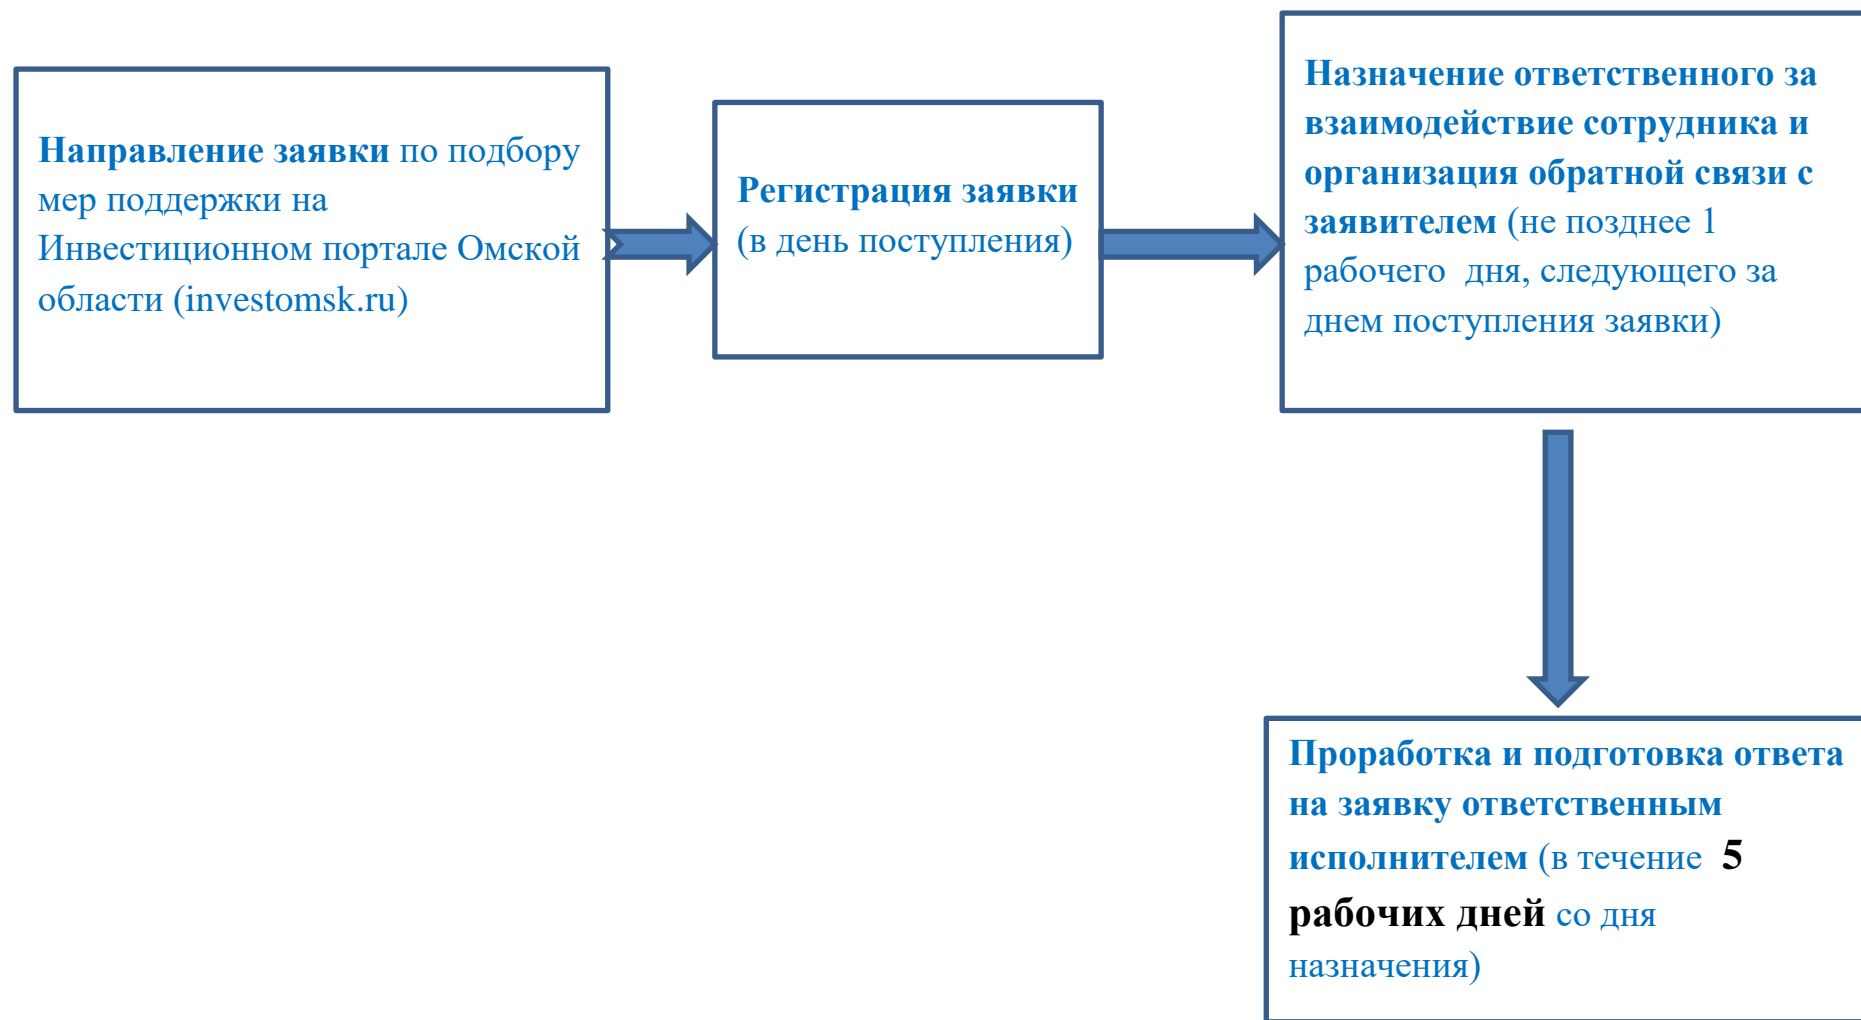 Направление заявки по подбору
мер поддержки на
Инвестиционном портале Омской
области (investomsk.ru)
Регистрация заявки
(в день поступления)
Назначение ответственного за
взаимодействие сотрудника и
организация обратной связи с
заявителем (не позднее 1
рабочего дня, следующего за
днем поступления заявки)
Проработка и подготовка ответа
на заявку ответственным
исполнителем (в течение 5
рабочих дней со дня
назначения)